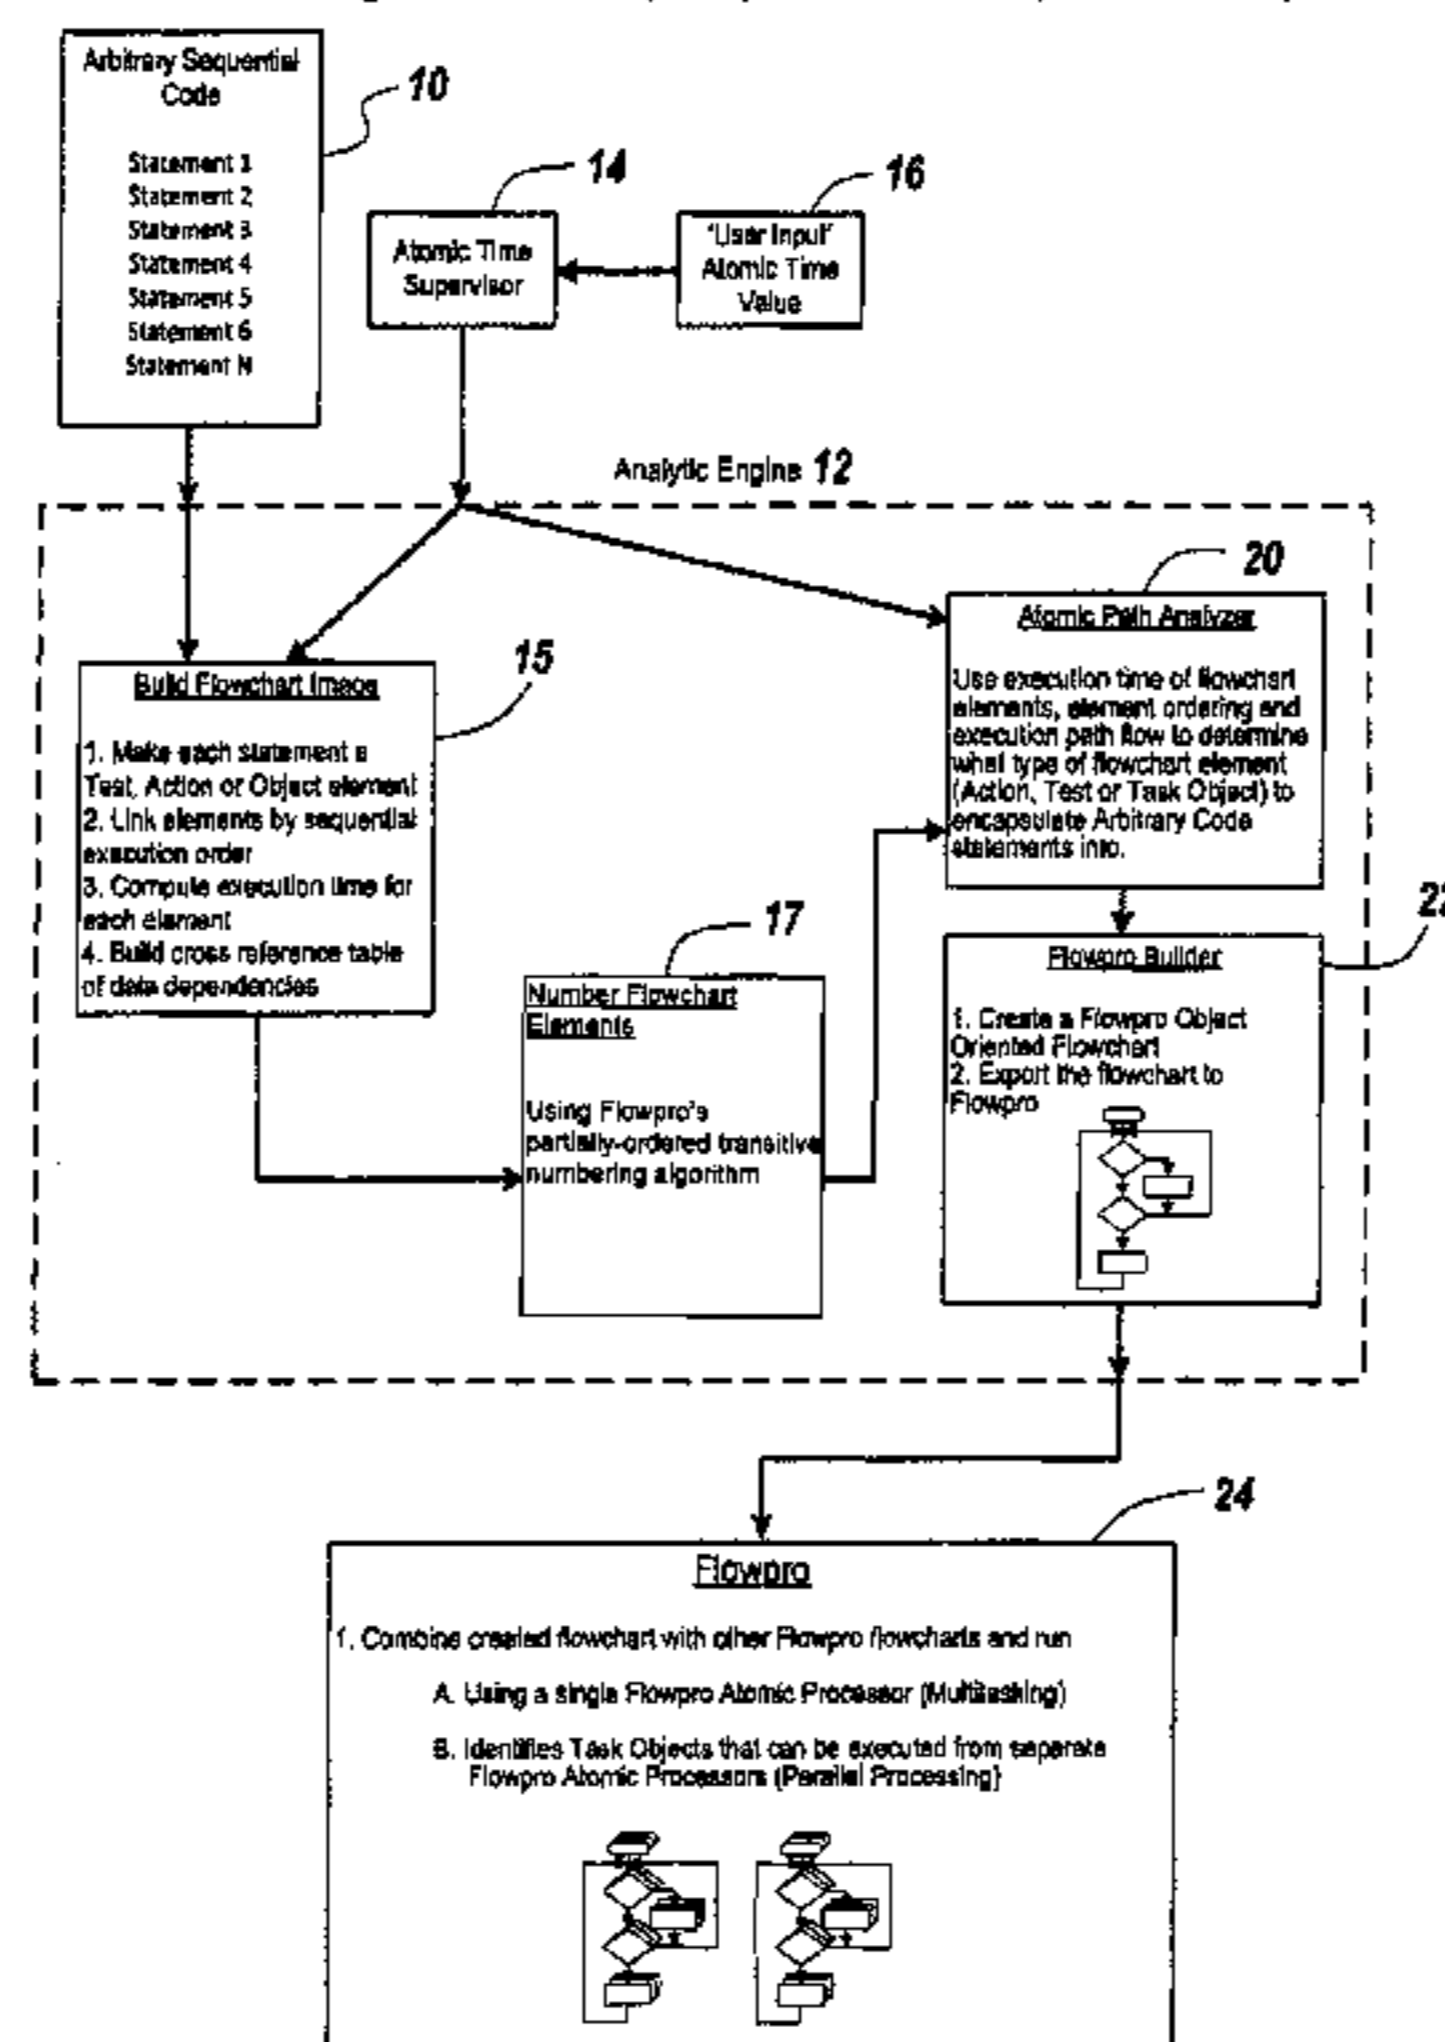 Arbitrary Sequential
Code
10
Statement 1
Statement 2
Statement 3
Statement 4
Statement 5
Statement 6
Statement N
14
Atomic Time
Supervisor
16
'User Input'
Atomic Time
Value
Analytic Engine 12
15
Build Flowchart Image
1. Make each statement a
Test, Action or Object element
2. Link elements by sequential
execution order
3. Compute execution time for
each element
4. Build cross reference table
of data dependencies
17
Number Flowchart
Elements
Using Flowpro's
partially-ordered transitive
numbering algorithm
20
Atomic Path Analyzer
Use execution time of flowchart
elements, element ordering and
execution path flow to determine
what type of flowchart element
(Action, Test or Task Object) to
encapsulate Arbitrary Code
statements into.
Flowpro Builder
1. Create a Flowpro Object
Oriented Flowchart
2. Export the flowchart to
Flowpro
24
Flowpro
1. Combine created flowchart with other Flowpro flowcharts and run
A. Using a single Flowpro Atomic Processor (Multitasking)
B. Identifies Task Objects that can be executed from separate
Flowpro Atomic Processors (Parallel Processing)